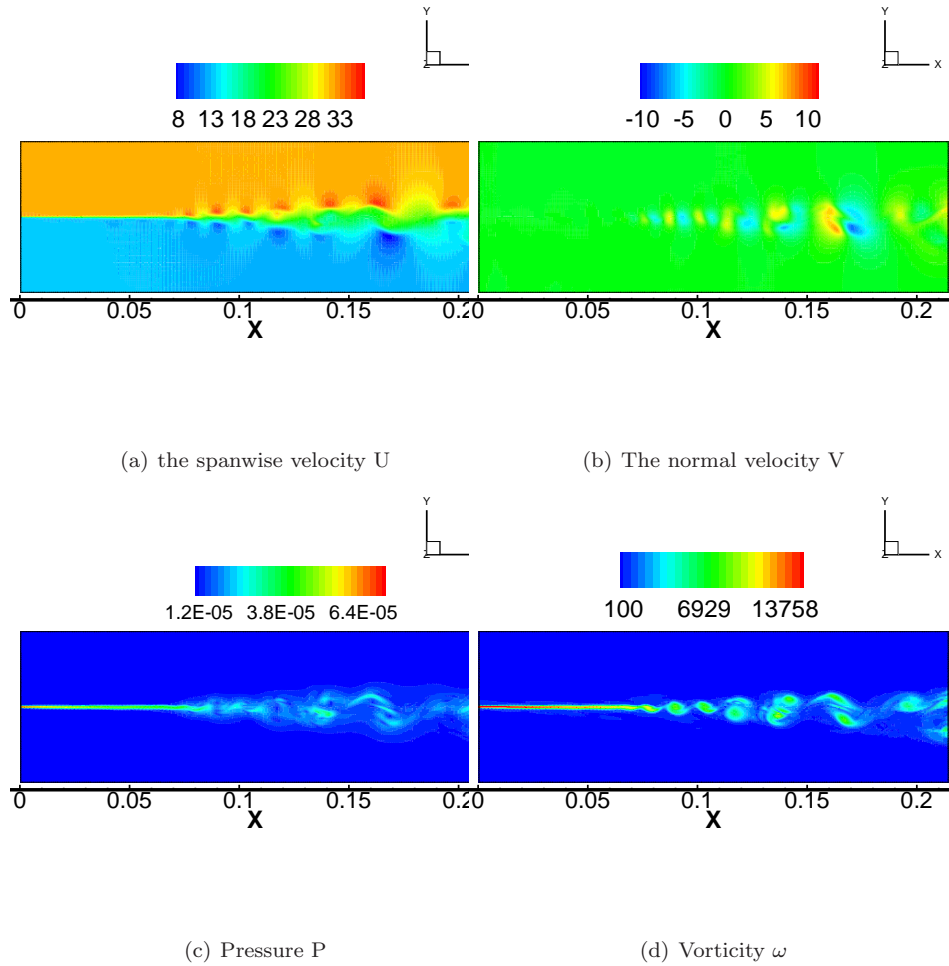 Y
Z
8 13 18 23 28 33
0 0.05 0.1 0.15 0.2
X
(a) the spanwise velocity U
Y
Z X
-10 -5 0 5 10
0.05 0.1 0.15 0.2
X
(b) The normal velocity V
Y
Z
1.2E-05 3.8E-05 6.4E-05
0 0.05 0.1 0.15 0.2
X
(c) Pressure P
Y
Z X
100 6929 13758
0.05 0.1 0.15 0.2
X
(d) Vorticity ω